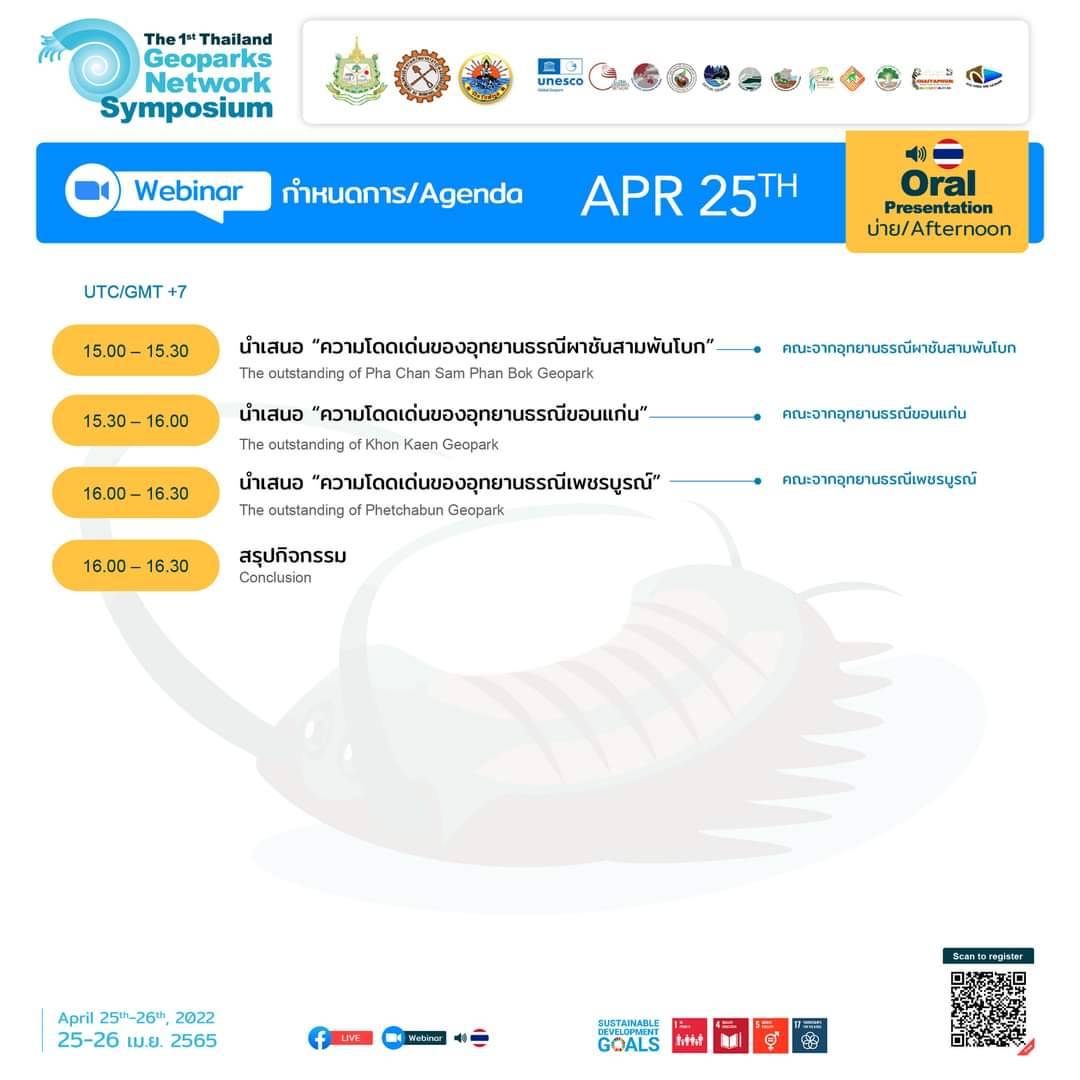 The 1st Thailand
Geoparks
Network
Symposium
unesco
Global Geopark
Webinar
กำหนดการ/Agenda
APR 25TH
Oral
Presentation
บ่าย/Afternoon
UTC/GMT +7
15.00 – 15.30
นำเสนอ “ความโดดเด่นของอุทยานธรณีผาชันสามพันโบก”
คณะจากอุทยานธรณีผาชันสามพันโบก
The outstanding of Pha Chan Sam Phan Bok Geopark
15.30 – 16.00
นำเสนอ “ความโดดเด่นของอุทยานธรณีขอนแก่น”
คณะจากอุทยานธรณีขอนแก่น
The outstanding of Khon Kaen Geopark
16.00 – 16.30
นำเสนอ “ความโดดเด่นของอุทยานธรณีเพชรบูรณ์”
คณะจากอุทยานธรณีเพชรบูรณ์
The outstanding of Phetchabun Geopark
16.00 – 16.30
สรุปกิจกรรม
Conclusion
Scan to register
April 25th-26th, 2022
25-26 เม.ย. 2565
LIVE
Webinar
SUSTAINABLE
DEVELOPMENT
GOALS
1
4
5
17